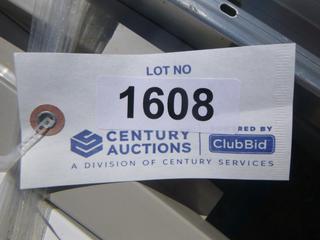 LOT NO
1608
CENTURY AUCTIONS
RED BY
ClubBid
A DIVISION OF CENTURY SERVICES